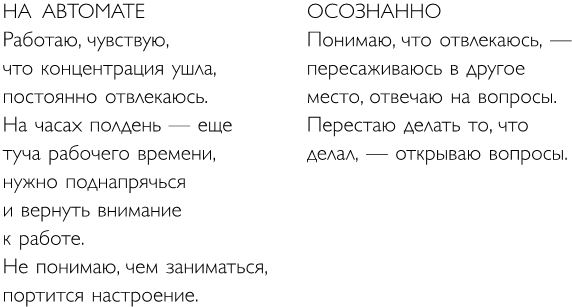 НА АВТОМАТЕ
Работаю, чувствую,
что концентрация ушла,
постоянно отвлекаюсь.
На часах полдень — еще
туча рабочего времени,
нужно поднапрячься
и вернуть внимание
к работе.
Не понимаю, чем заниматься,
портится настроение.
ОСОЗНАННО
Понимаю, что отвлекаюсь, —
пересаживаюсь в другое
место, отвечаю на вопросы.
Перестаю делать то, что
делал, — открываю вопросы.